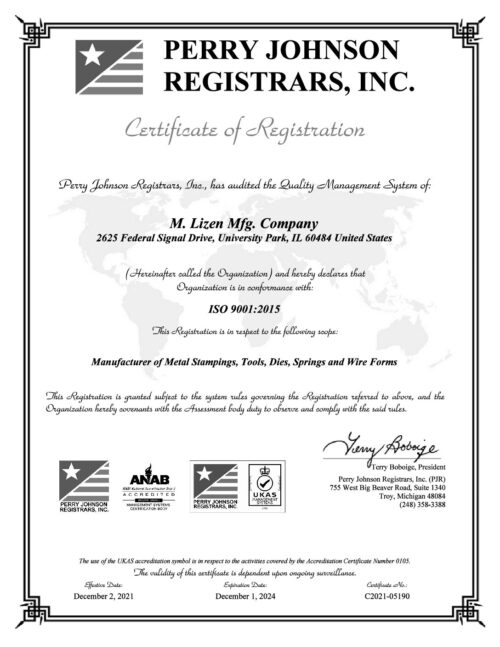 PERRY JOHNSON
REGISTRARS, INC.
Certificate of Registration
Perry Johnson Registrars, Inc., has audited the Quality Management System of:
M. Lizen Mfg. Company
2625 Federal Signal Drive, University Park, IL 60484 United States
(Hereinafter called the Organization) and hereby declares that
Organization is in conformance with:
ISO 9001:2015
This Registration is in respect to the following scope:
Manufacturer of Metal Stampings, Tools, Dies, Springs and Wire Forms
This Registration is granted subject to the system rules governing the Registration referred to above, and the
Organization hereby covenants with the Assessment body duty to observe and comply with the said rules.
Terry Boboige
Terry Boboige, President
Perry Johnson Registrars, Inc. (PJR)
755 West Big Beaver Road, Suite 1340
Troy, Michigan 48084
(248) 358-3388
PERRY JOHNSON
REGISTRARS, INC.
ANAB
ACCREDITED
MANAGEMENT SYSTEMS
CERTIFICATION BODY
PERRY JOHNSON
REGISTRARS, INC.
UKAS
MANAGEMENT
SYSTEMS
The use of the UKAS accreditation symbol is in respect to the activities covered by the Accreditation Certificate Number 0105.
The validity of this certificate is dependent upon ongoing surveillance.
Effective Date: Expiration Date: Certificate No.:
December 2, 2021 December 1, 2024 C2021-05190